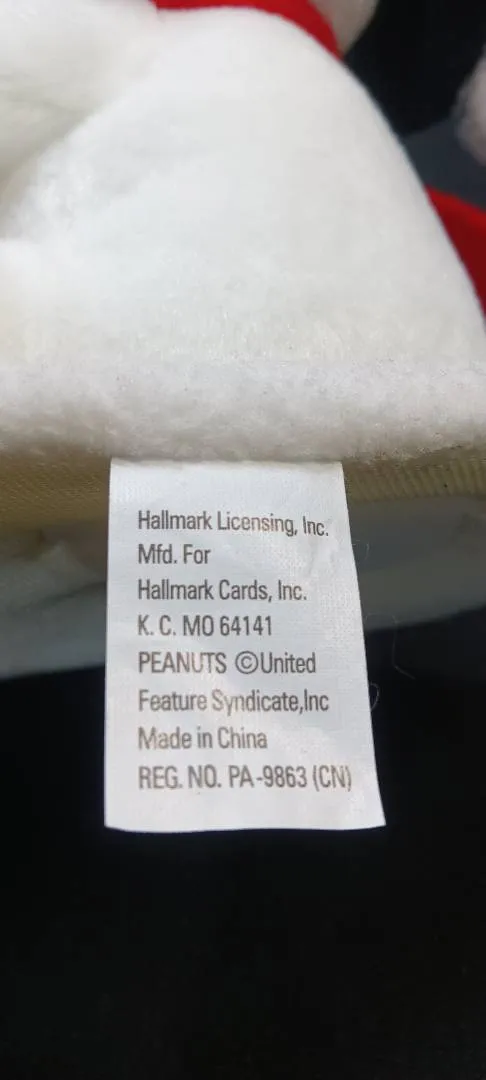 Hallmark Licensing, Inc.
Mfd. For
Hallmark Cards, Inc.
K. C. MO 64141
PEANUTS ©United
Feature Syndicate,Inc
Made in China
REG. NO. PA-9863 (CN)